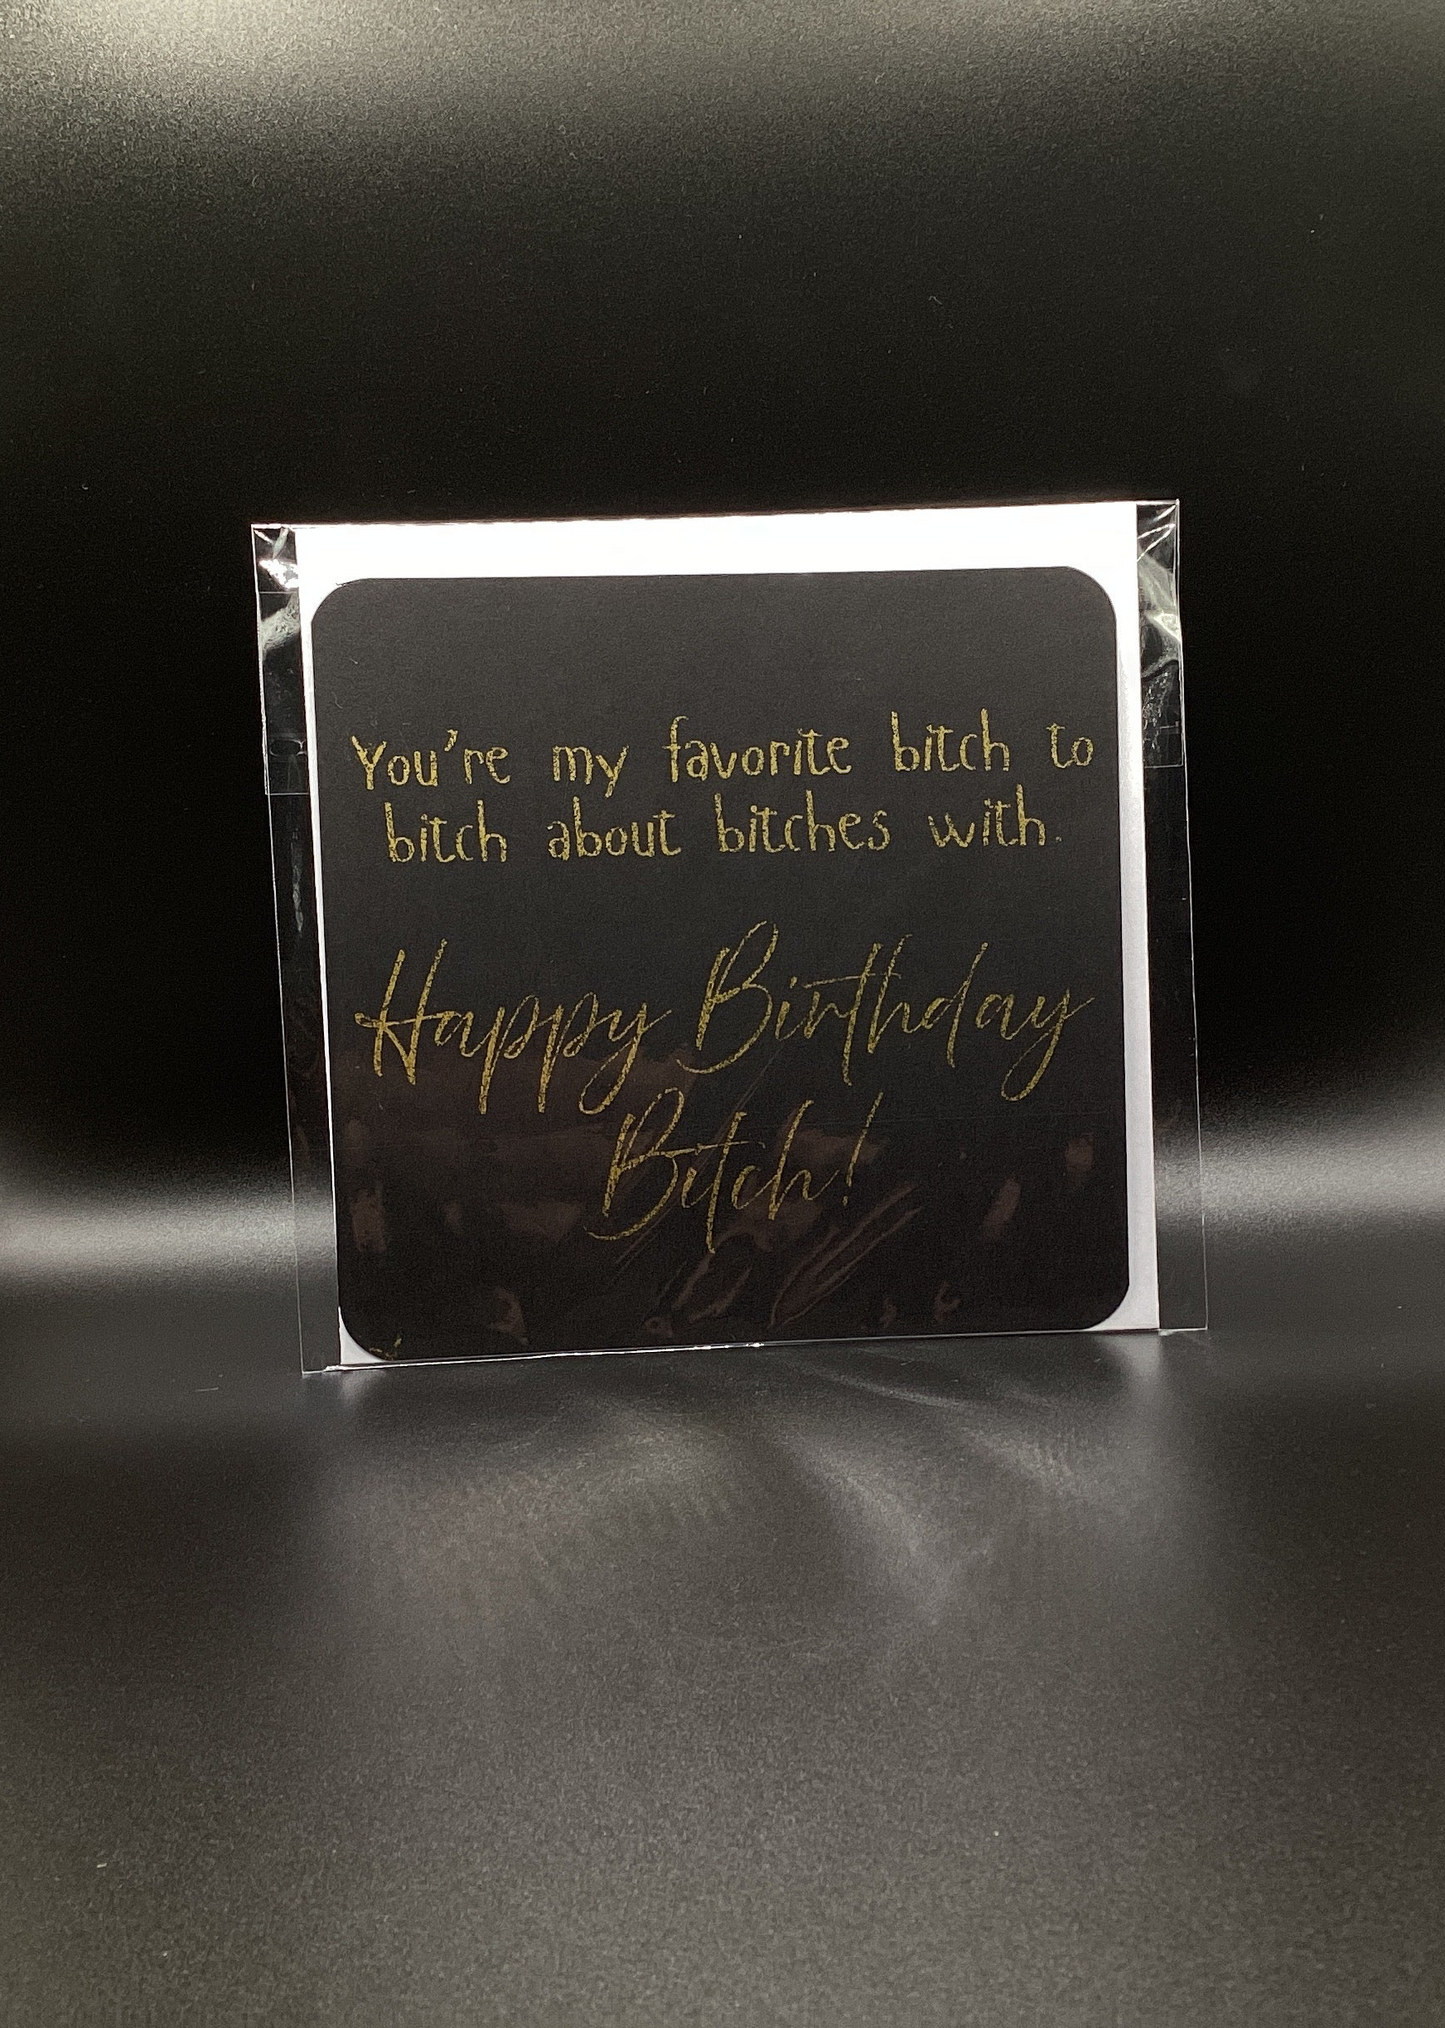 You're my favorite bitch to
bitch about bitches with.
Happy Birthday
Bitch!